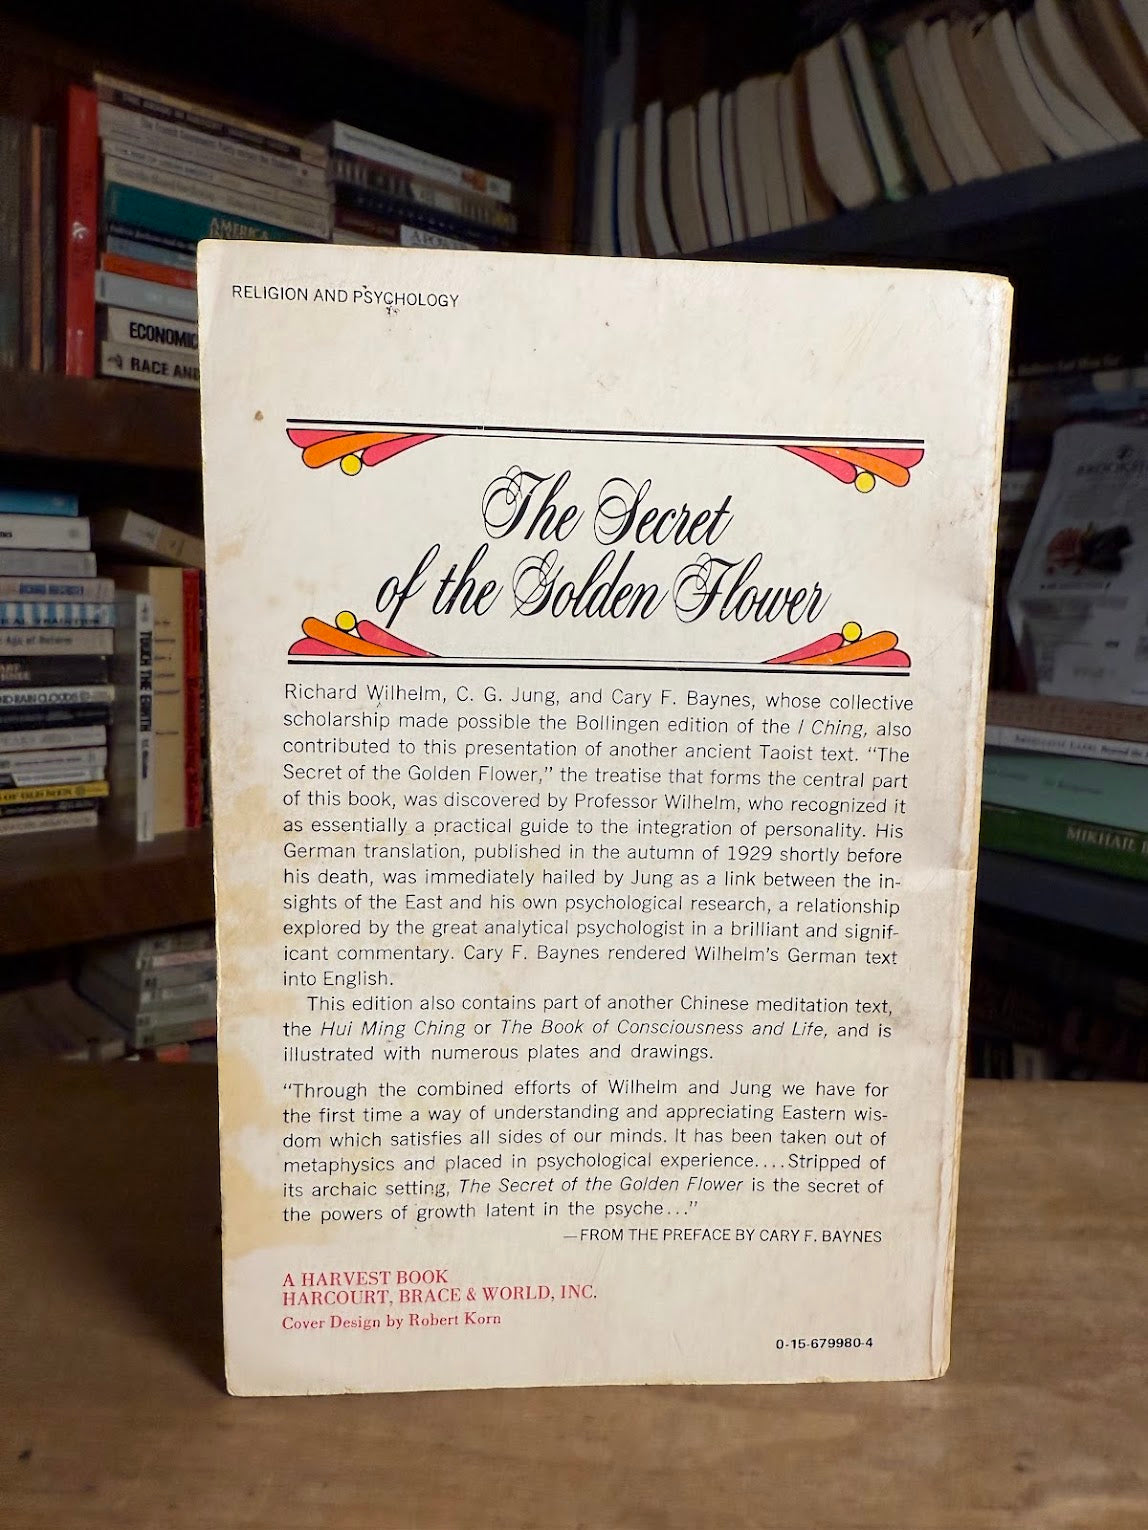 AMERICA
ECONOMIC
RACE AND
TOUCH THE EARTH
RELIGION AND PSYCHOLOGY
The Secret
of the Golden Flower
Richard Wilhelm, C. G. Jung, and Cary F. Baynes, whose collective
scholarship made possible the Bollingen edition of the I Ching, also
contributed to this presentation of another ancient Taoist text. “The
Secret of the Golden Flower,” the treatise that forms the central part
of this book, was discovered by Professor Wilhelm, who recognized it
as essentially a practical guide to the integration of personality. His
German translation, published in the autumn of 1929 shortly before
his death, was immediately hailed by Jung as a link between the in-
sights of the East and his own psychological research, a relationship
explored by the great analytical psychologist in a brilliant and signif-
icant commentary. Cary F. Baynes rendered Wilhelm’s German text
into English.
This edition also contains part of another Chinese meditation text,
the Hui Ming Ching or The Book of Consciousness and Life, and is
illustrated with numerous plates and drawings.
“Through the combined efforts of Wilhelm and Jung we have for
the first time a way of understanding and appreciating Eastern wis-
dom which satisfies all sides of our minds. It has been taken out of
metaphysics and placed in psychological experience....Stripped of
its archaic setting, The Secret of the Golden Flower is the secret of
the powers of growth latent in the psyche...”
—FROM THE PREFACE BY CARY F. BAYNES
A HARVEST BOOK
HARCOURT, BRACE & WORLD, INC.
Cover Design by Robert Korn
0-15-679980-4
MIKHAIL